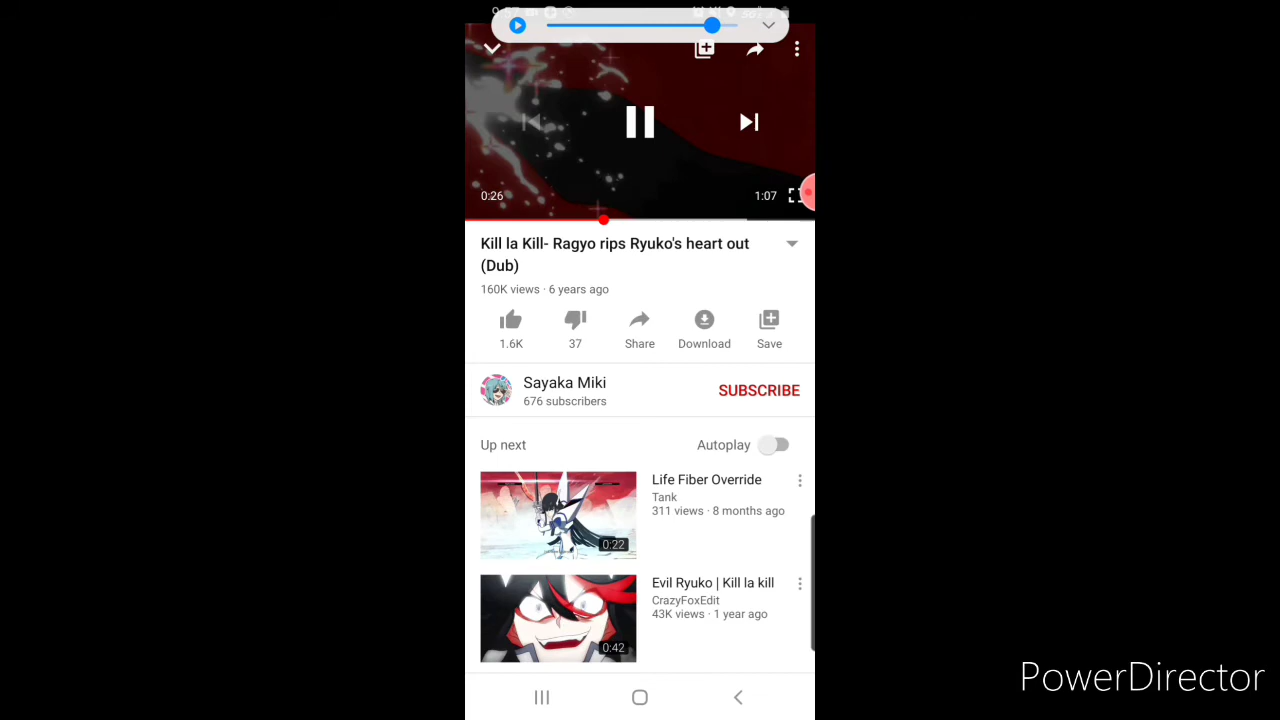 0:26
1:07
Kill la Kill- Ragyo rips Ryuko's heart out
(Dub)
160K views · 6 years ago
1.6K
37
Share
Download
Save
Sayaka Miki
676 subscribers
SUBSCRIBE
Up next
Autoplay
Life Fiber Override
Tank
311 views · 8 months ago
0:22
Evil Ryuko | Kill la kill
CrazyFoxEdit
43K views · 1 year ago
0:42
PowerDirector